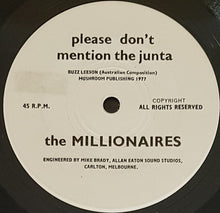 please don't
mention the junta
BUZZ LEESON (Australian Composition)
MUSHROOM PUBLISHING 1977
45 R.P.M.
COPYRIGHT
ALL RIGHTS RESERVED
the MILLIONAIRES
ENGINEERED BY MIKE BRADY, ALLAN EATON SOUND STUDIOS,
CARLTON, MELBOURNE.